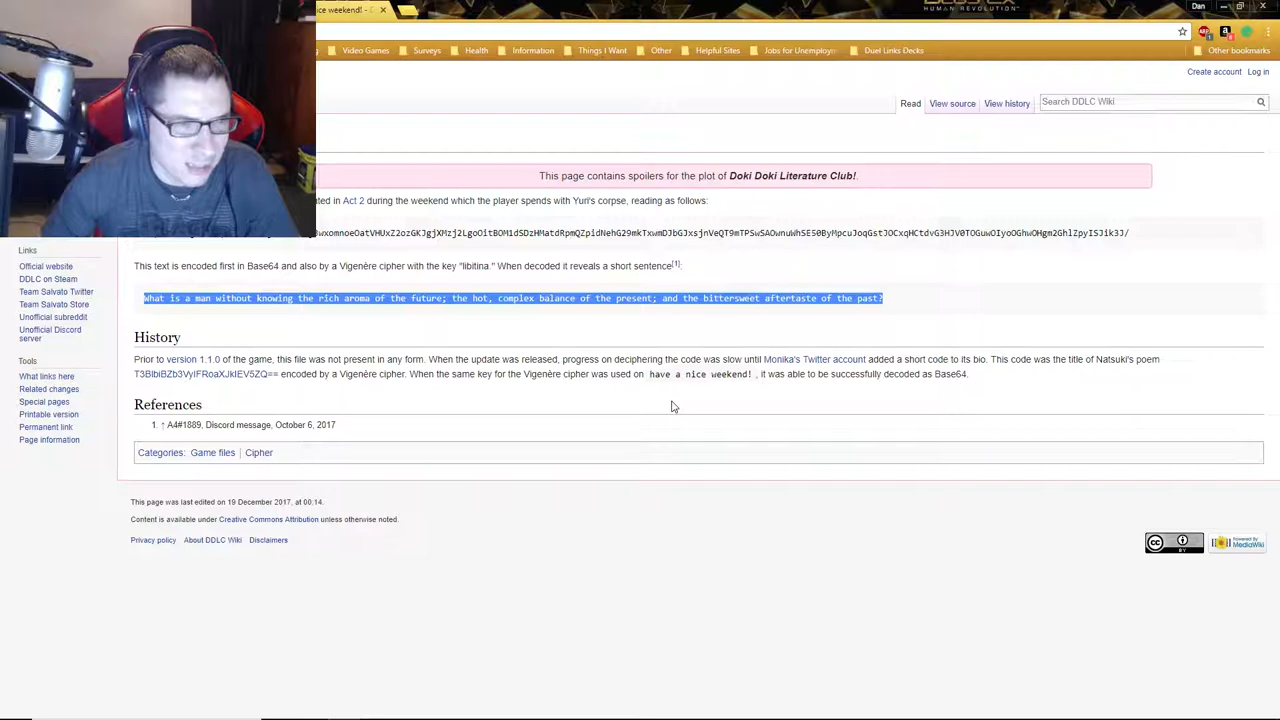 nice weekend! -
HUMAN REVOLUTION
Dan
Video Games Surveys Health Information Things I Want Other Helpful Sites Jobs for Unemploym Duel Links Decks Other bookmarks
Create account Log in
Read View source View history Search DDLC Wiki
This page contains spoilers for the plot of Doki Doki Literature Club!.
ated in Act 2 during the weekend which the player spends with Yuri's corpse, reading as follows:
Links
Official website
DDLC on Steam
Team Salvato Twitter
Team Salvato Store
Unofficial subreddit
Unofficial Discord
server
Tools
What links here
Related changes
Special pages
Printable version
Permanent link
Page information
This text is encoded first in Base64 and also by a Vigenère cipher with the key "libitina." When decoded it reveals a short sentence[1]:
What is a man without knowing the rich aroma of the future; the hot, complex balance of the present; and the bittersweet aftertaste of the past?
History
Prior to version 1.1.0 of the game, this file was not present in any form. When the update was released, progress on deciphering the code was slow until Monika's Twitter account added a short code to its bio. This code was the title of Natsuki's poem
encoded by a Vigenère cipher. When the same key for the Vigenère cipher was used on have a nice weekend! , it was able to be successfully decoded as Base64.
References
1. ↑ A4#1889, Discord message, October 6, 2017
Categories: Game files | Cipher
This page was last edited on 19 December 2017, at 00:14.
Content is available under Creative Commons Attribution unless otherwise noted.
Privacy policy About DDLC Wiki Disclaimers
CC BY Powered By MediaWiki